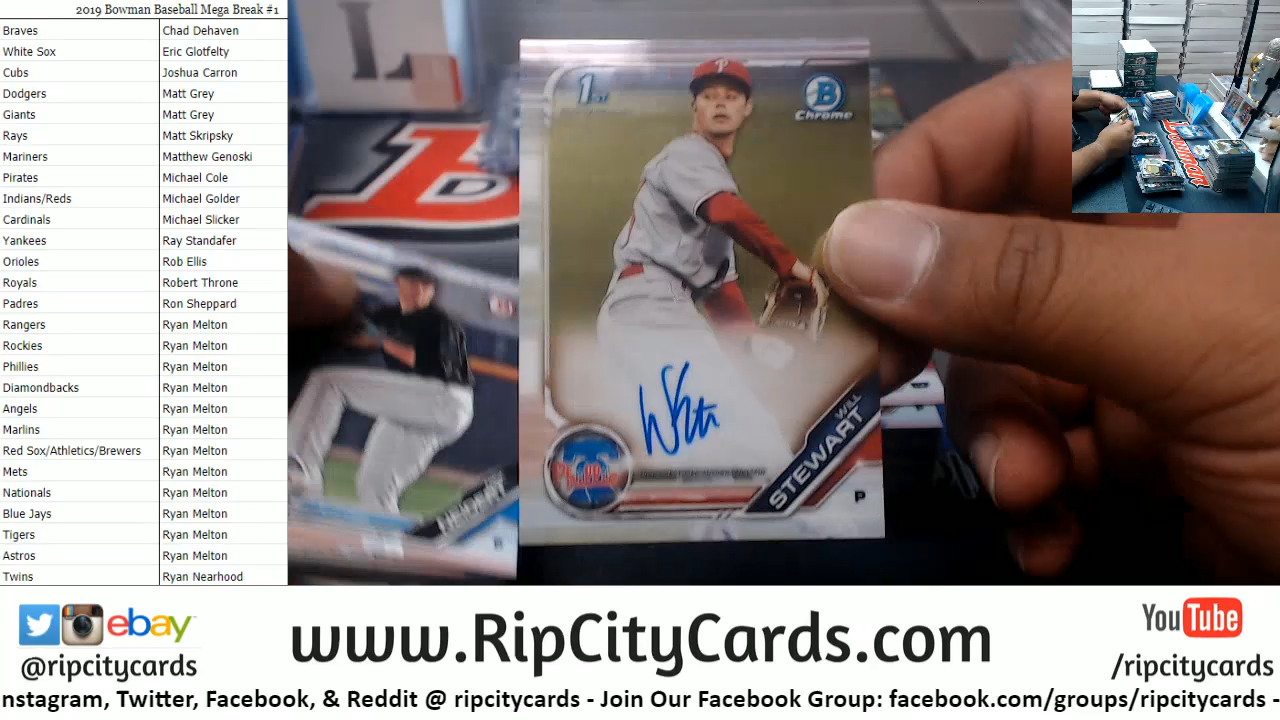 2019 Bowman Baseball Mega Break #1
Braves Chad Dehaven
White Sox Eric Glotfelty
Cubs Joshua Carron
Dodgers Matt Grey
Giants Matt Grey
Rays Matt Skripsky
Mariners Matthew Genoski
Pirates Michael Cole
Indians/Reds Michael Golder
Cardinals Michael Slicker
Yankees Ray Standafer
Orioles Rob Ellis
Royals Robert Throne
Padres Ron Sheppard
Rangers Ryan Melton
Rockies Ryan Melton
Phillies Ryan Melton
Diamondbacks Ryan Melton
Angels Ryan Melton
Marlins Ryan Melton
Red Sox/Athletics/Brewers Ryan Melton
Mets Ryan Melton
Nationals Ryan Melton
Blue Jays Ryan Melton
Tigers Ryan Melton
Astros Ryan Melton
Twins Ryan Nearhood
1st
B
Chrome
P
Phillies
WILL
STEWART
P
BOWMAN
ebay
@ripcitycards
www.RipCityCards.com
YouTube
/ripcitycards
nstagram, Twitter, Facebook, & Reddit @ ripcitycards - Join Our Facebook Group: facebook.com/groups/ripcitycards -